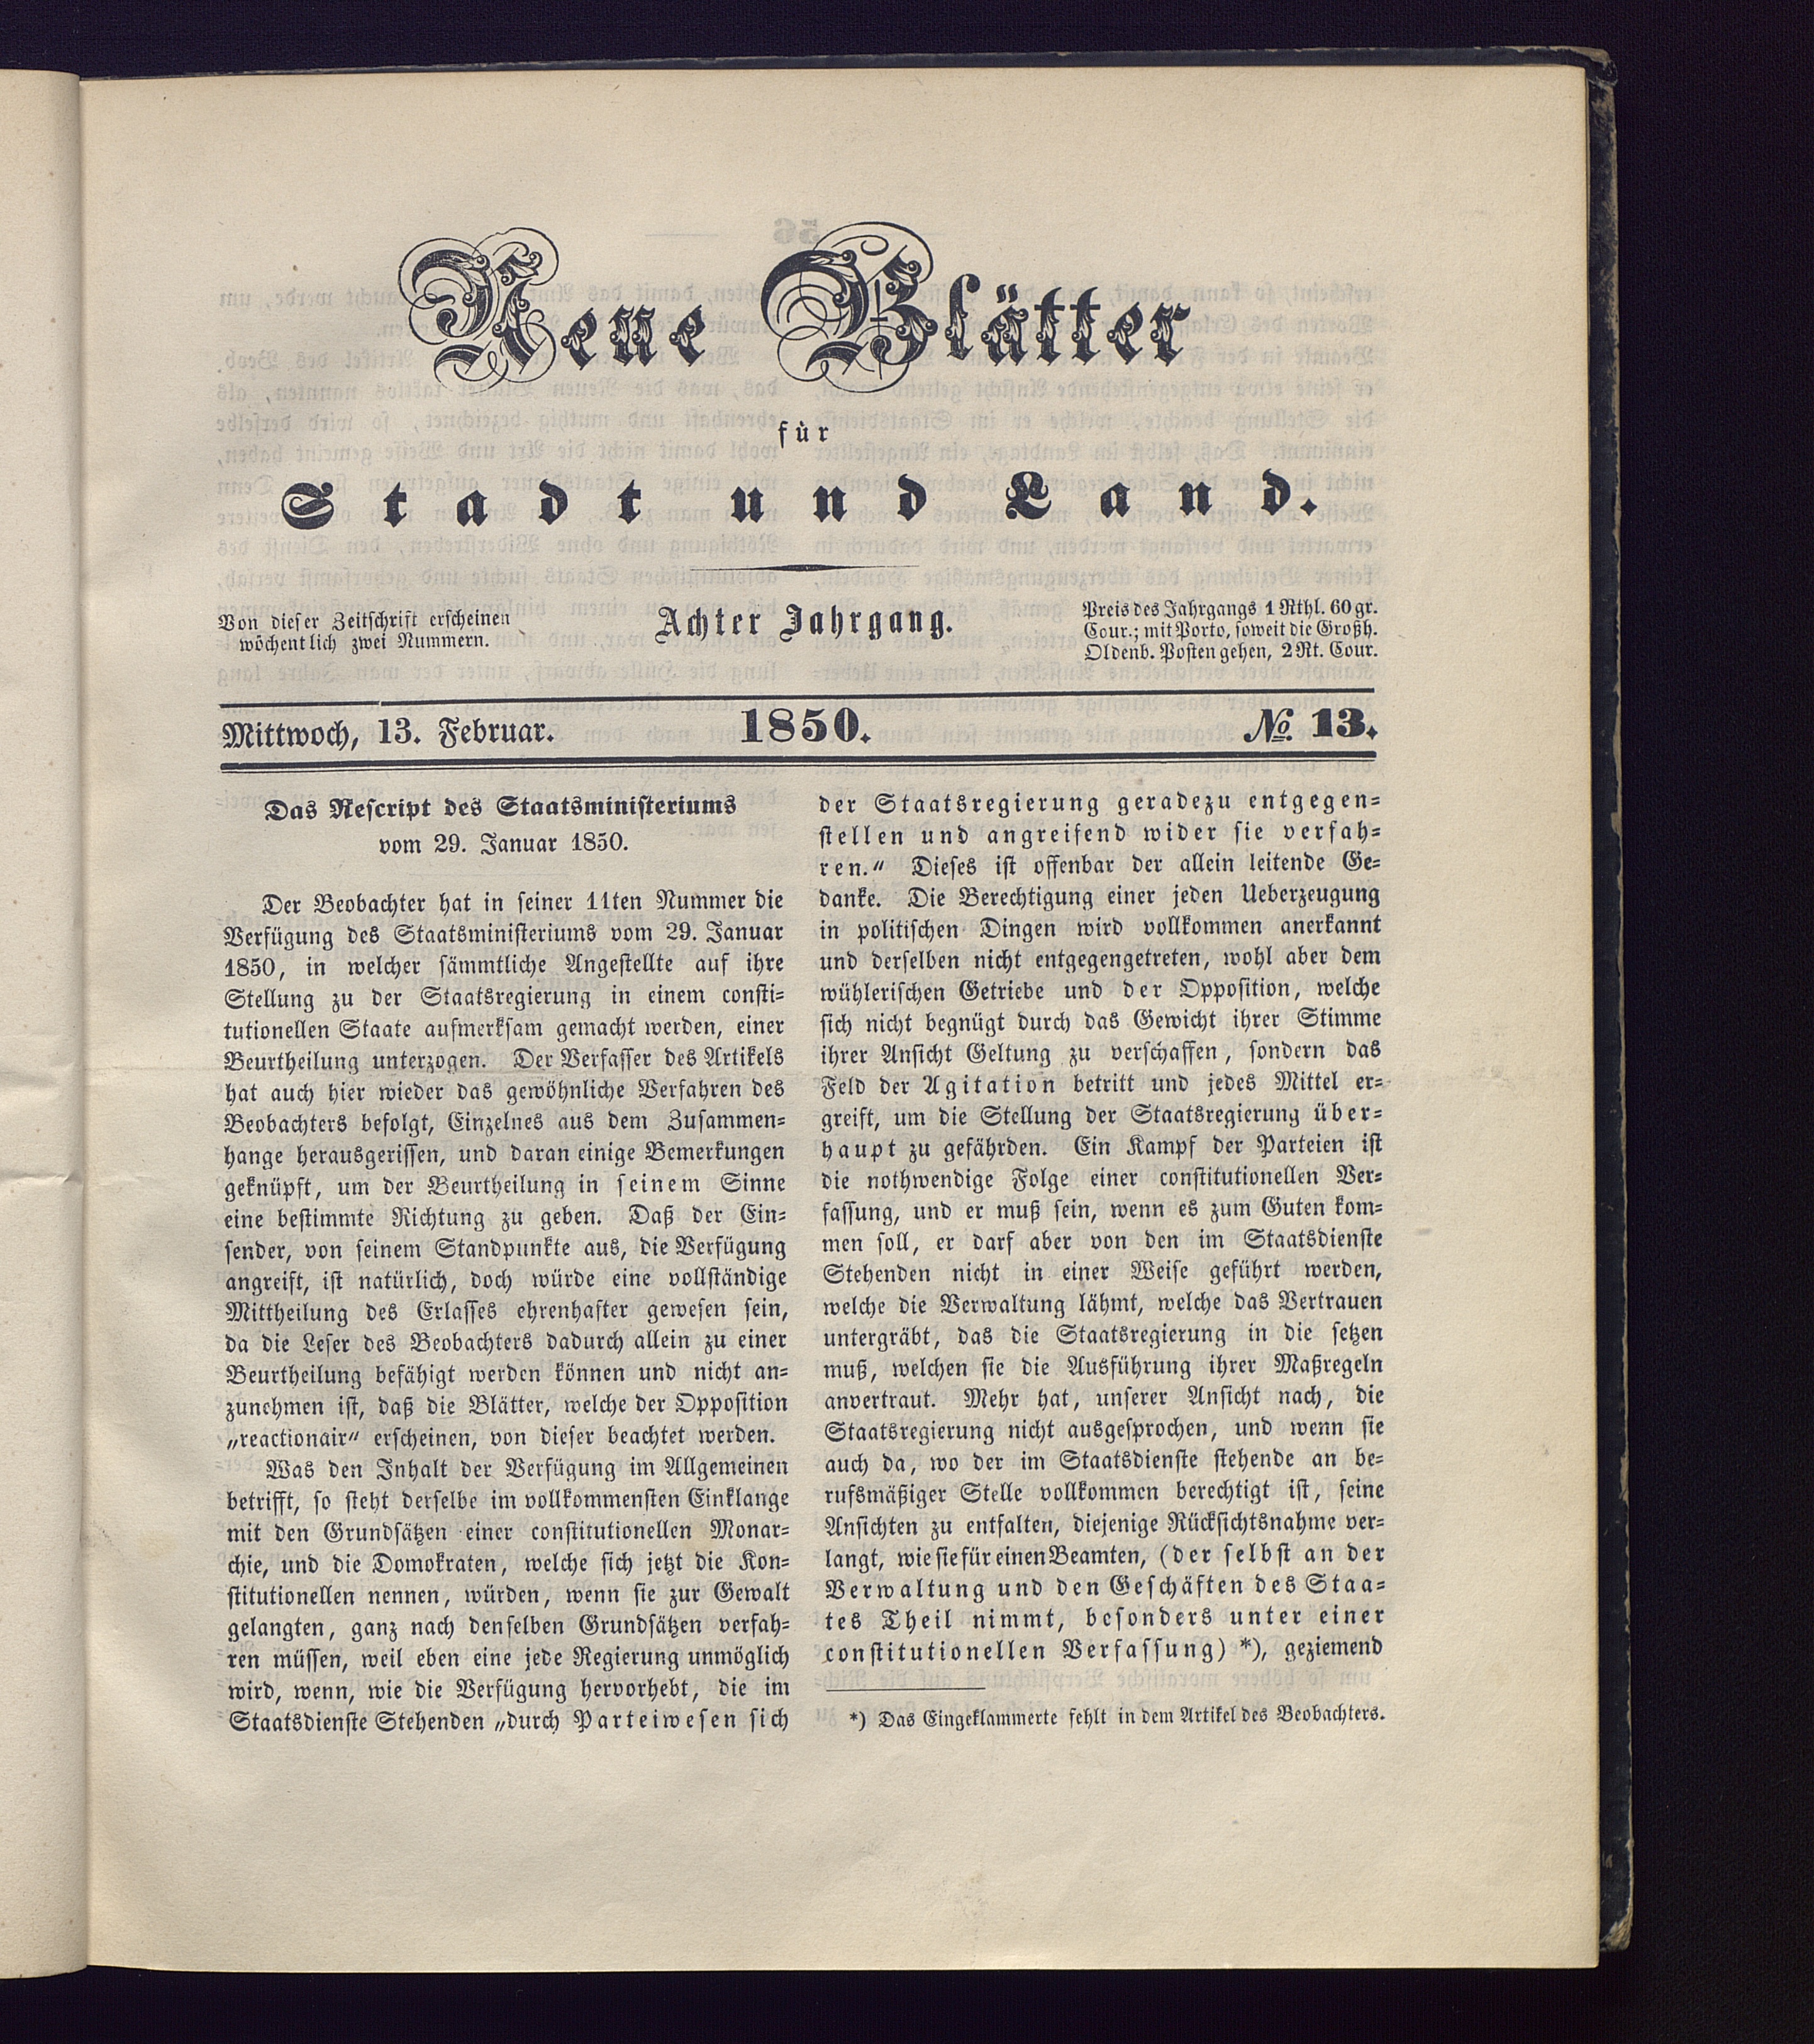 Neue Blätter
für
Stadt und Land.
Von dieser Zeitschrift erscheinen
wöchentlich zwei Nummern.
Achter Jahrgang.
Preis des Jahrgangs 1 Rthl. 60 gr.
Cour.; mit Porto, soweit die Großh.
Oldenb. Posten gehen, 2 Rt. Cour.
Mittwoch, 13. Februar.
1850.
No. 13.
Das Rescript des Staatsministeriums
vom 29. Januar 1850.
Der Beobachter hat in seiner 11ten Nummer die
Verfügung des Staatsministeriums vom 29. Januar
1850, in welcher sämmtliche Angestellte auf ihre
Stellung zu der Staatsregierung in einem consti-
tutionellen Staate aufmerksam gemacht werden, einer
Beurtheilung unterzogen. Der Verfasser des Artikels
hat auch hier wieder das gewöhnliche Verfahren des
Beobachters befolgt, Einzelnes aus dem Zusammen-
hange herausgerissen, und daran einige Bemerkungen
geknüpft, um der Beurtheilung in seinem Sinne
eine bestimmte Richtung zu geben. Daß der Ein-
sender, von seinem Standpunkte aus, die Verfügung
angreift, ist natürlich, doch würde eine vollständige
Mittheilung des Erlasses ehrenhafter gewesen sein,
da die Leser des Beobachters dadurch allein zu einer
Beurtheilung befähigt werden können und nicht an-
zunehmen ist, daß die Blätter, welche der Opposition
„reactionair“ erscheinen, von dieser beachtet werden.
Was den Inhalt der Verfügung im Allgemeinen
betrifft, so steht derselbe im vollkommensten Einklange
mit den Grundsätzen einer constitutionellen Monar-
chie, und die Domokraten, welche sich jetzt die Kon-
stitutionellen nennen, würden, wenn sie zur Gewalt
gelangten, ganz nach denselben Grundsätzen verfah-
ren müssen, weil eben eine jede Regierung unmöglich
wird, wenn, wie die Verfügung hervorhebt, die im
Staatsdienste Stehenden „durch Parteiwesen sich
der Staatsregierung geradezu entgegen-
stellen und angreifend wider sie verfah-
ren.“ Dieses ist offenbar der allein leitende Ge-
danke. Die Berechtigung einer jeden Ueberzeugung
in politischen Dingen wird vollkommen anerkannt
und derselben nicht entgegengetreten, wohl aber dem
wühlerischen Getriebe und der Opposition, welche
sich nicht begnügt durch das Gewicht ihrer Stimme
ihrer Ansicht Geltung zu verschaffen, sondern das
Feld der Agitation betritt und jedes Mittel er-
greift, um die Stellung der Staatsregierung über-
haupt zu gefährden. Ein Kampf der Parteien ist
die nothwendige Folge einer constitutionellen Ver-
fassung, und er muß sein, wenn es zum Guten kom-
men soll, er darf aber von den im Staatsdienste
Stehenden nicht in einer Weise geführt werden,
welche die Verwaltung lähmt, welche das Vertrauen
untergräbt, das die Staatsregierung in die setzen
muß, welchen sie die Ausführung ihrer Maßregeln
anvertraut. Mehr hat, unserer Ansicht nach, die
Staatsregierung nicht ausgesprochen, und wenn sie
auch da, wo der im Staatsdienste stehende an be-
rufsmäßiger Stelle vollkommen berechtigt ist, seine
Ansichten zu entfalten, diejenige Rücksichtsnahme ver-
langt, wie sie für einen Beamten, (der selbst an der
Verwaltung und den Geschäften des Staa-
tes Theil nimmt, besonders unter einer
constitutionellen Verfassung) *), geziemend
*) Das Eingeklammerte fehlt in dem Artikel des Beobachters.